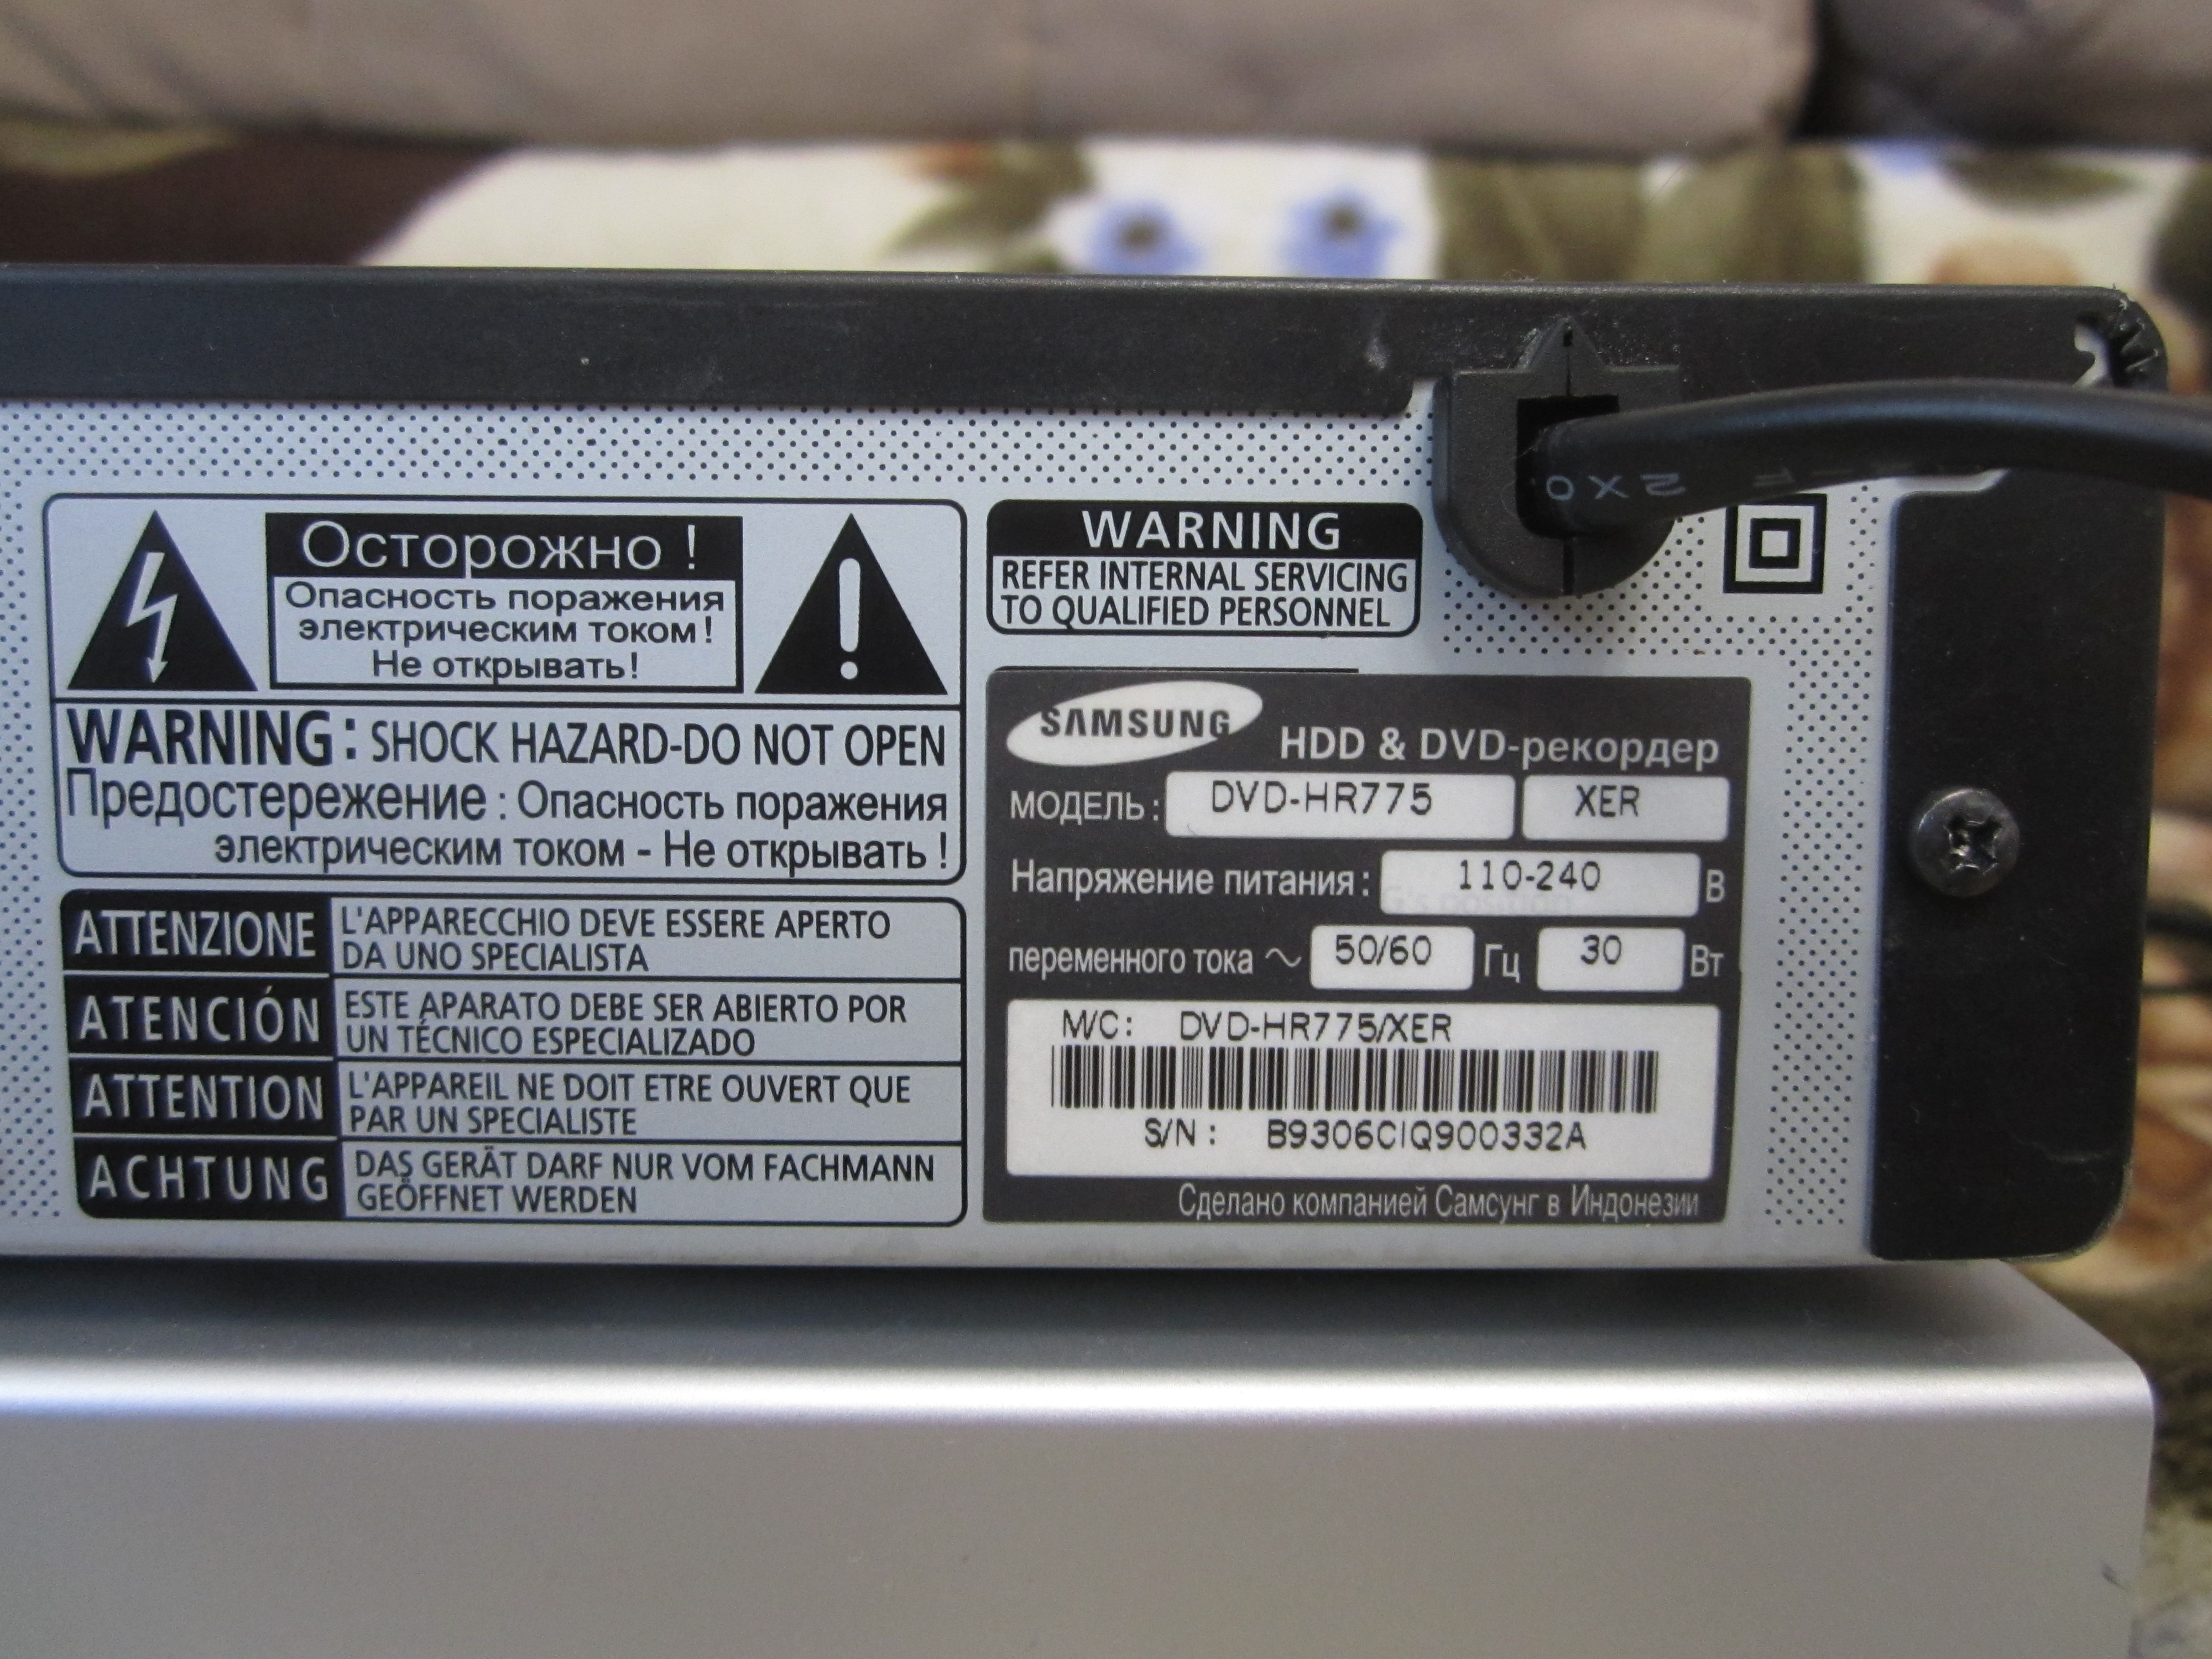 Осторожно !
Опасность поражения
электрическим током!
Не открывать!
WARNING: SHOCK HAZARD-DO NOT OPEN
Предостережение : Опасность поражения
электрическим током - Не открывать !
ATTENZIONE
L'APPARECCHIO DEVE ESSERE APERTO
DA UNO SPECIALISTA
ATENCIÓN
ESTE APARATO DEBE SER ABIERTO POR
UN TÉCNICO ESPECIALIZADO
ATTENTION
L'APPAREIL NE DOIT ETRE OUVERT QUE
PAR UN SPECIALISTE
ACHTUNG
DAS GERÄT DARF NUR VOM FACHMANN
GEÖFFNET WERDEN
WARNING
REFER INTERNAL SERVICING
TO QUALIFIED PERSONNEL
SAMSUNG HDD & DVD-рекордер
МОДЕЛЬ: DVD-HR775 XER
Напряжение питания: 110-240 В
переменного тока ~ 50/60 Гц 30 Вт
M/C: DVD-HR775/XER
S/N: B9306CIQ900332A
Сделано компанией Самсунг в Индонезии